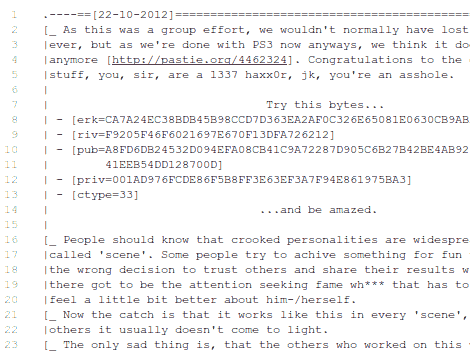 1 .----==[22-10-2012]==========================================
2 [_ As this was a group effort, we wouldn't normally have lost
3 |ever, but as we're done with PS3 now anyways, we think it do
4 |anymore [http://pastie.org/4462324]. Congratulations to the
5 |stuff, you, sir, are a 1337 haxx0r, jk, you're an asshole.
6 |
7 | Try this bytes...
8 | - [erk=CA7A24EC38BDB45B98CCD7D363EA2AF0C326E65081E0630CB9AB
9 | - [riv=F9205F46F6021697E670F13DFA726212]
10 | - [pub=A8FD6DB24532D094EFA08CB41C9A72287D905C6B27B42BE4AB92
11 | 41EEB54DD128700D]
12 | - [priv=001AD976FCDE86F5B8FF3E63EF3A7F94E861975BA3]
13 | - [ctype=33]
14 | ...and be amazed.
15 |
16 [_ People should know that crooked personalities are widespre
17 |called 'scene'. Some people try to achive something for fun
18 |the wrong decision to trust others and share their results w
19 |there got to be the attention seeking fame wh*** that has to
20 |feel a little bit better about him-/herself.
21 [_ Now the catch is that it works like this in every 'scene',
22 |others it usually doesn't come to light.
23 [_ The only sad thing is, that the others who worked on this